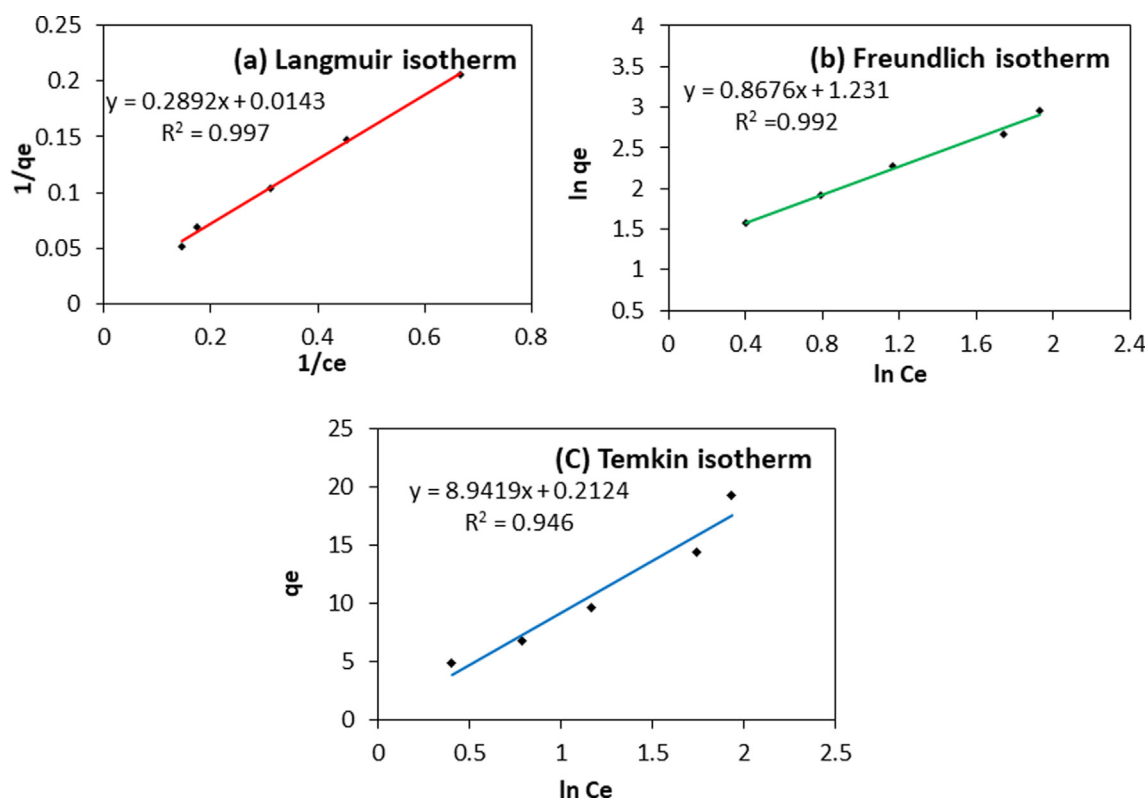 (a) Langmuir isotherm
y = 0.2892x + 0.0143
R² = 0.997
1/qe
0.25
0.2
0.15
0.1
0.05
0
0 0.2 0.4 0.6 0.8
1/ce
(b) Freundlich isotherm
y = 0.8676x + 1.231
R² =0.992
ln qe
4
3.5
3
2.5
2
1.5
1
0.5
0 0.4 0.8 1.2 1.6 2 2.4
ln Ce
(C) Temkin isotherm
y = 8.9419x + 0.2124
R² = 0.946
qe
25
20
15
10
5
0
0 0.5 1 1.5 2 2.5
ln Ce